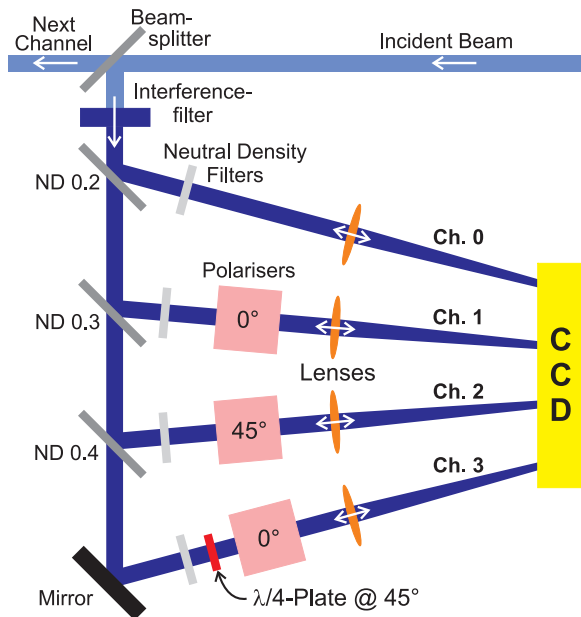 Next
Channel
Beam-
splitter
Incident Beam
Interference-
filter
Neutral Density
Filters
ND 0.2
Ch. 0
Polarisers
0°
Ch. 1
ND 0.3
Lenses
C
C
D
Ch. 2
45°
ND 0.4
Ch. 3
0°
Mirror
λ/4-Plate @ 45°